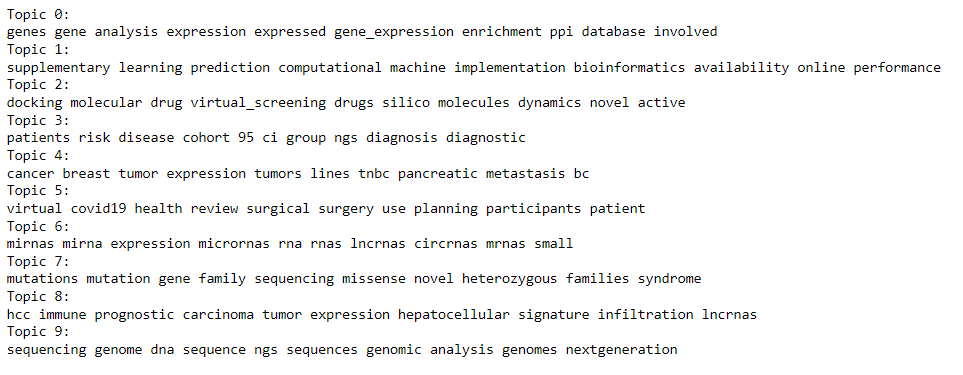 Topic 0:
genes gene analysis expression expressed gene_expression enrichment ppi database involved
Topic 1:
supplementary learning prediction computational machine implementation bioinformatics availability online performance
Topic 2:
docking molecular drug virtual_screening drugs silico molecules dynamics novel active
Topic 3:
patients risk disease cohort 95 ci group ngs diagnosis diagnostic
Topic 4:
cancer breast tumor expression tumors lines tnbc pancreatic metastasis bc
Topic 5:
virtual covid19 health review surgical surgery use planning participants patient
Topic 6:
mirnas mirna expression micrornas rna rnas lncrnas circrnas mrnas small
Topic 7:
mutations mutation gene family sequencing missense novel heterozygous families syndrome
Topic 8:
hcc immune prognostic carcinoma tumor expression hepatocellular signature infiltration lncrnas
Topic 9:
sequencing genome dna sequence ngs sequences genomic analysis genomes nextgeneration